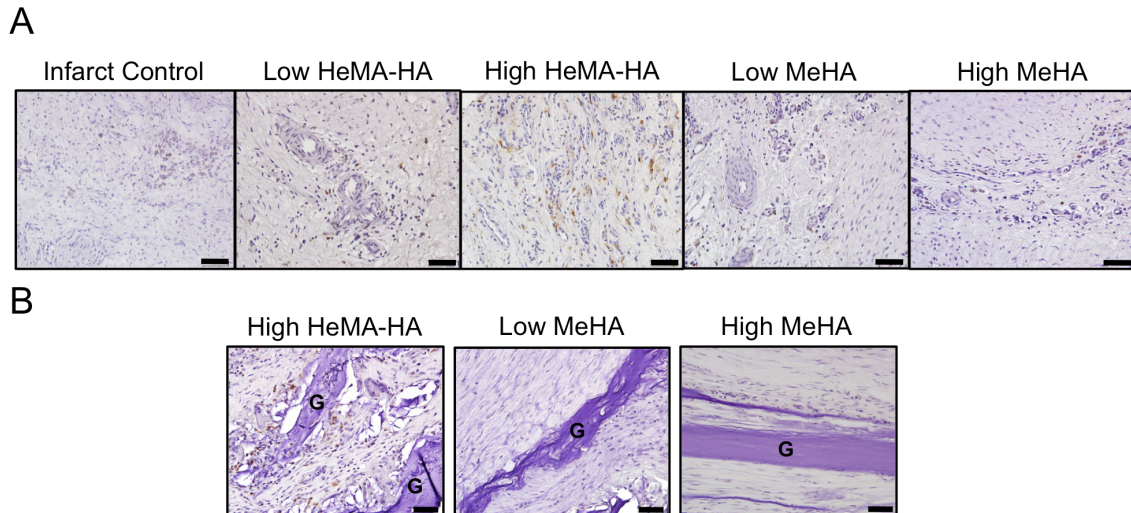 A
Infarct Control Low HeMA-HA High HeMA-HA Low MeHA High MeHA
B
High HeMA-HA Low MeHA High MeHA
G G G
G